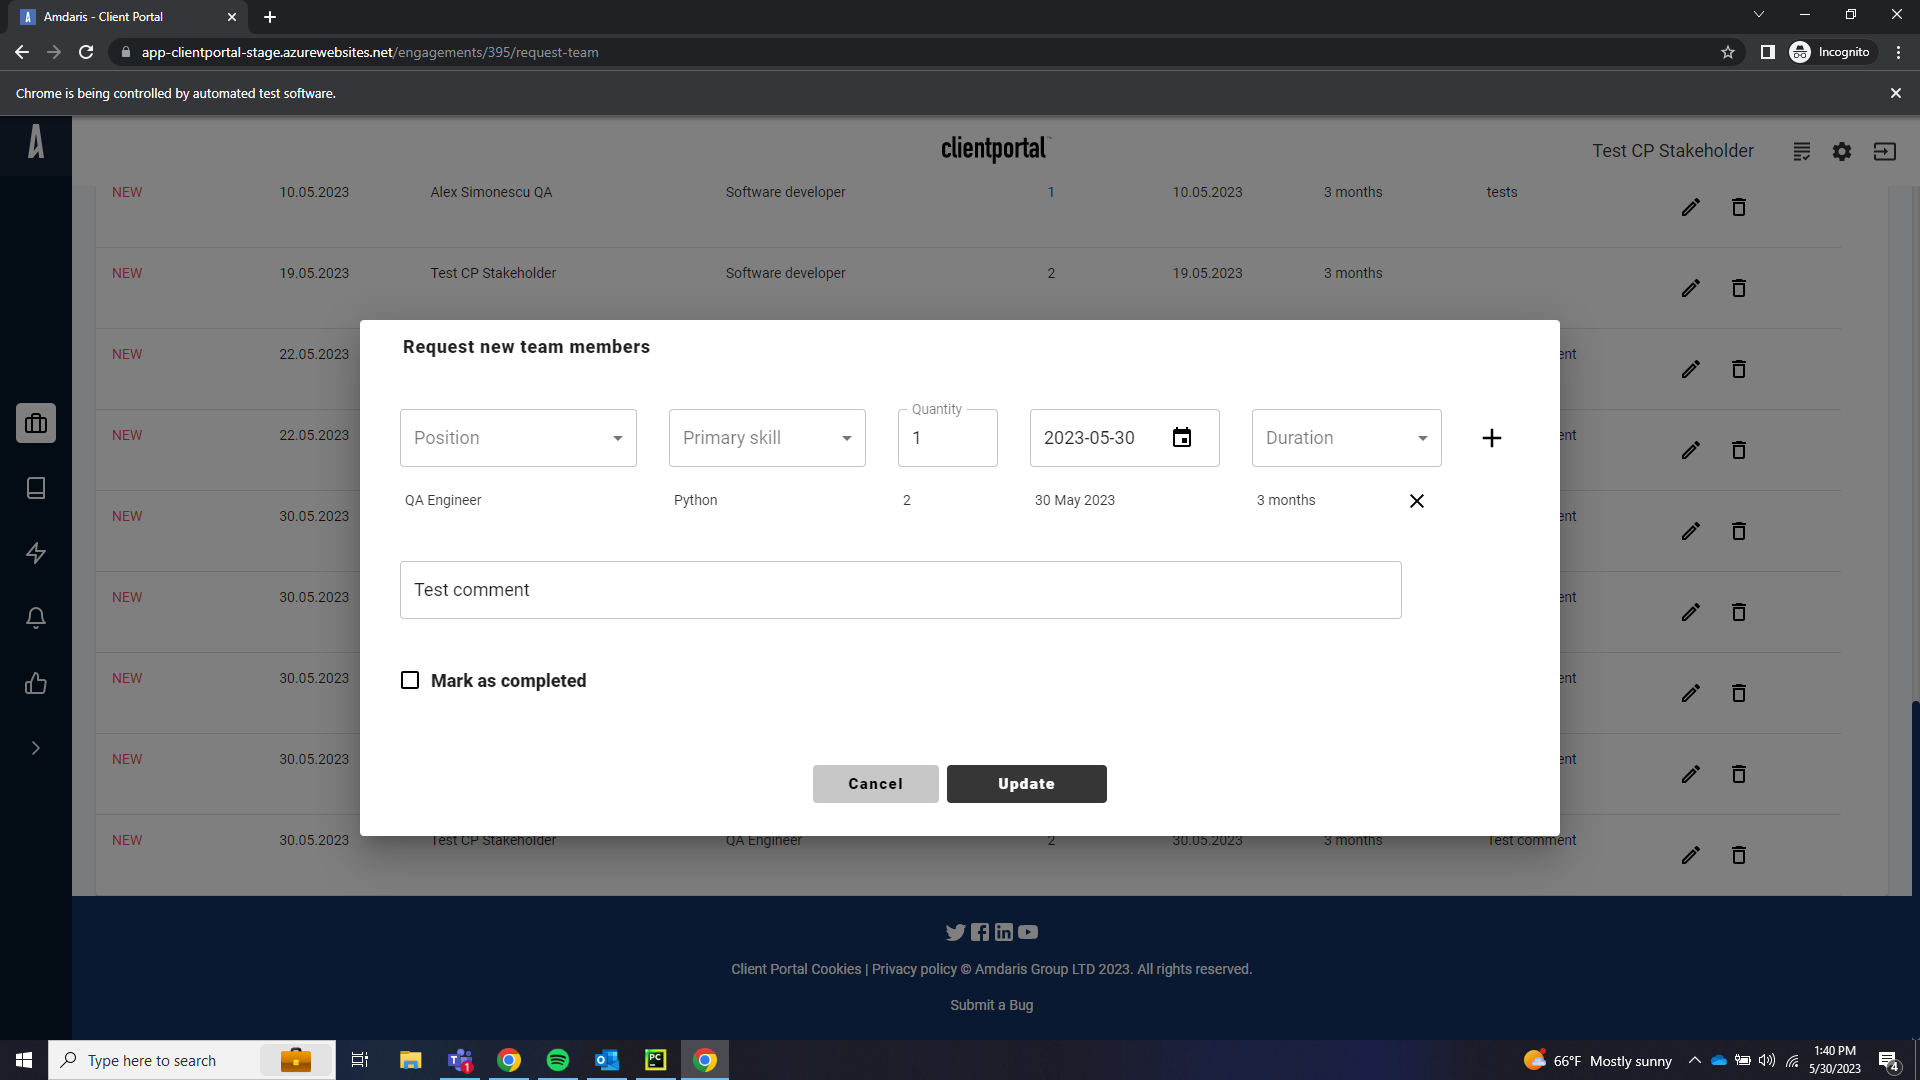 Amdaris - Client Portal
app-clientportal-stage.azurewebsites.net/engagements/395/request-team
Incognito
Chrome is being controlled by automated test software.
clientportal
Test CP Stakeholder
NEW 10.05.2023 Alex Simonescu QA Software developer 1 10.05.2023 3 months tests
NEW 19.05.2023 Test CP Stakeholder Software developer 2 19.05.2023 3 months
NEW 22.05.2023 ent
NEW 22.05.2023 ent
NEW 30.05.2023 ent
NEW 30.05.2023 ent
NEW 30.05.2023 ent
NEW 30.05.2023 ent
NEW 30.05.2023 Test CP Stakeholder QA Engineer 2 30.05.2023 3 months Test comment
Request new team members
Quantity
Position Primary skill 1 2023-05-30 Duration
QA Engineer Python 2 30 May 2023 3 months
Test comment
Mark as completed
Cancel Update
Client Portal Cookies | Privacy policy © Amdaris Group LTD 2023. All rights reserved.
Submit a Bug
Type here to search
66°F Mostly sunny
1:40 PM
5/30/2023
4